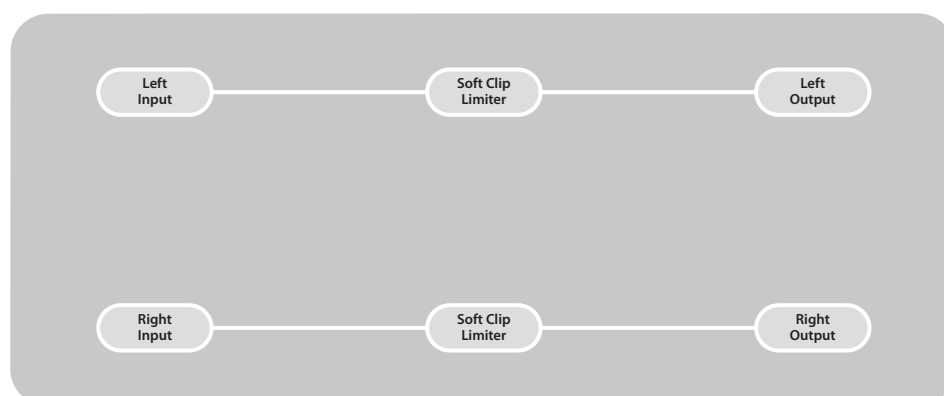 Left
Input
Soft Clip
Limiter
Left
Output
Right
Input
Soft Clip
Limiter
Right
Output